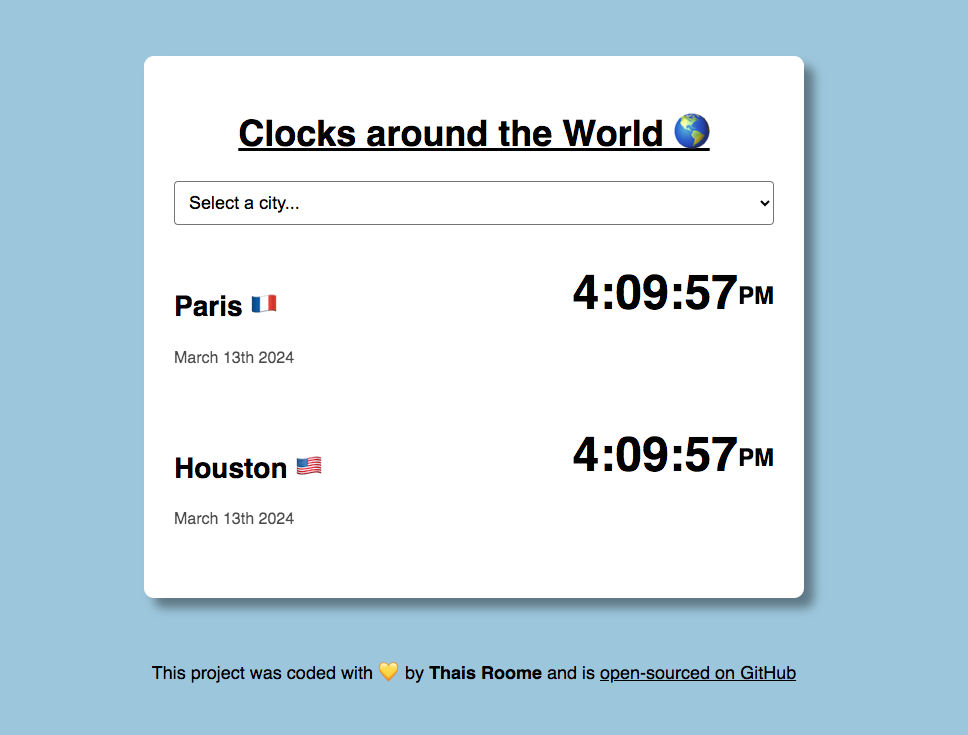 Clocks around the World 🌎
Select a city...
Paris 🇫🇷
4:09:57PM
March 13th 2024
Houston 🇺🇸
4:09:57PM
March 13th 2024
This project was coded with 💛 by Thais Roome and is open-sourced on GitHub